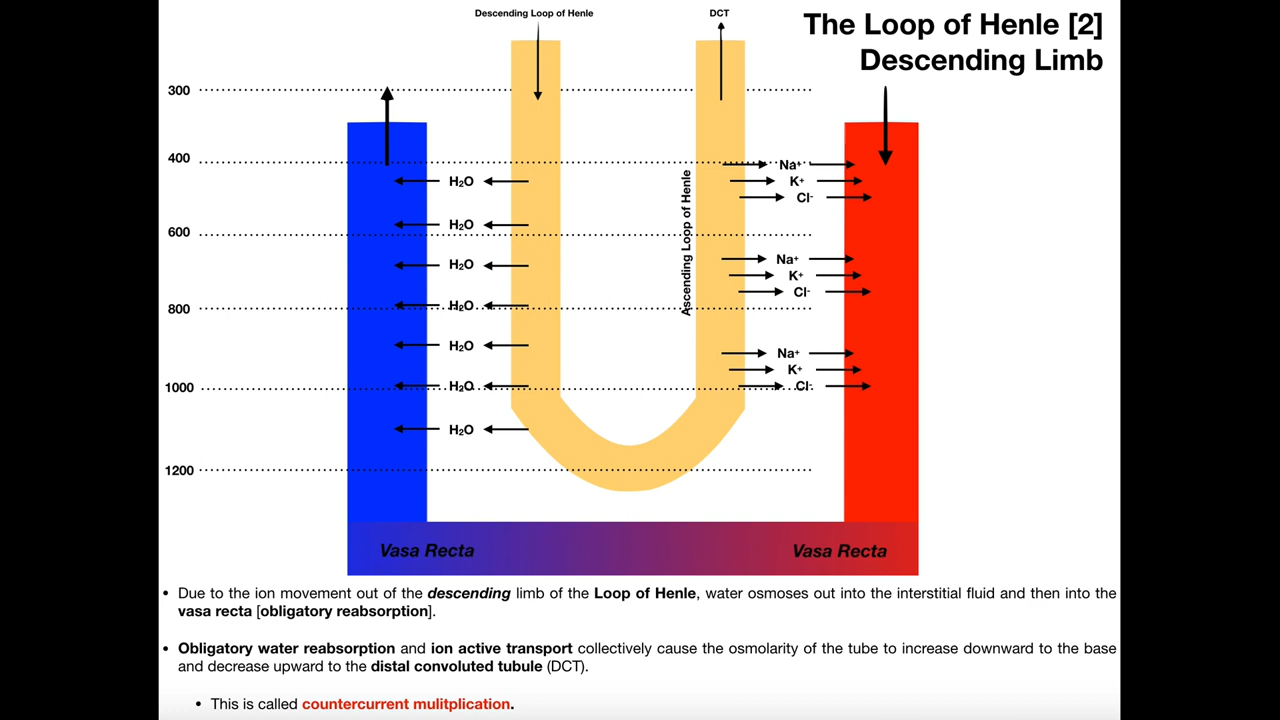 The Loop of Henle [2]
Descending Limb
Descending Loop of Henle
DCT
300
400
600
800
1000
1200
H₂O
H₂O
H₂O
H₂O
H₂O
H₂O
H₂O
Ascending Loop of Henle
Na⁺
K⁺
Cl⁻
Na⁺
K⁺
Cl⁻
Na⁺
K⁺
Cl⁻
Vasa Recta
Vasa Recta
• Due to the ion movement out of the descending limb of the Loop of Henle, water osmoses out into the interstitial fluid and then into the
vasa recta [obligatory reabsorption].
• Obligatory water reabsorption and ion active transport collectively cause the osmolarity of the tube to increase downward to the base
and decrease upward to the distal convoluted tubule (DCT).
• This is called countercurrent mulitplication.